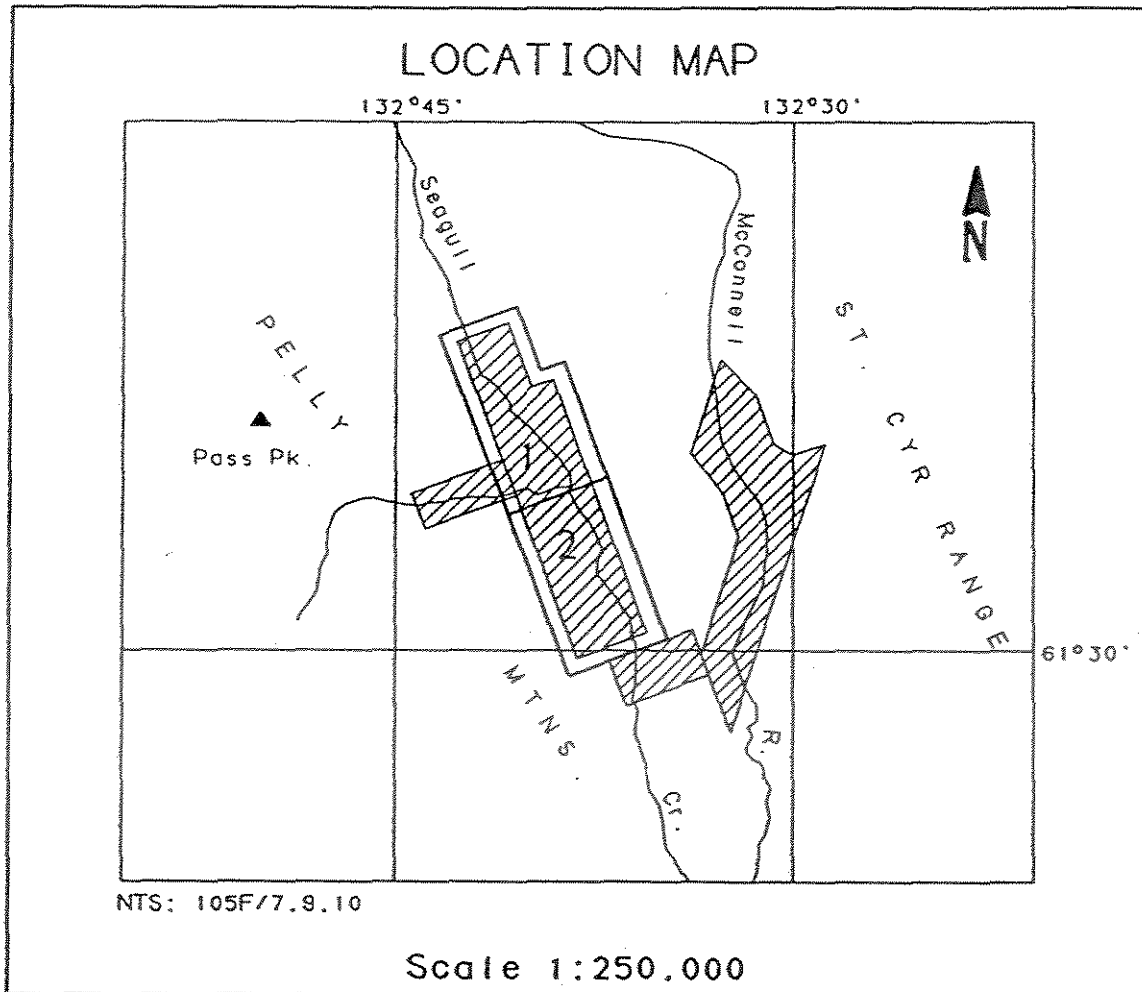 LOCATION MAP
132°45'
132°30'
Seagull
McConnell
N
PELLY
ST. CYR RANGE
Pass Pk.
1
2
61°30'
MTNS.
R.
Cr.
NTS: 105F/7.9.10
Scale 1:250.000